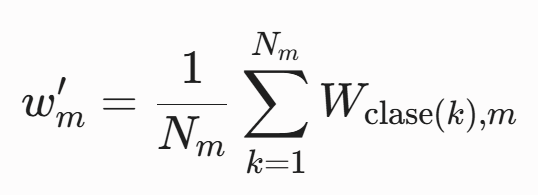 w'_m = \frac{1}{N_m} \sum_{k=1}^{N_m} W_{\text{clase}(k),m}